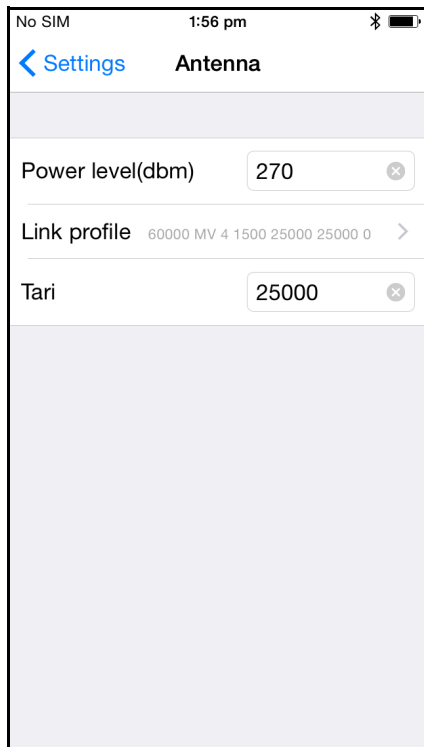 No SIM 1:56 pm
Settings Antenna
Power level(dbm) 270
Link profile 60000 MV 4 1500 25000 25000 0
Tari 25000